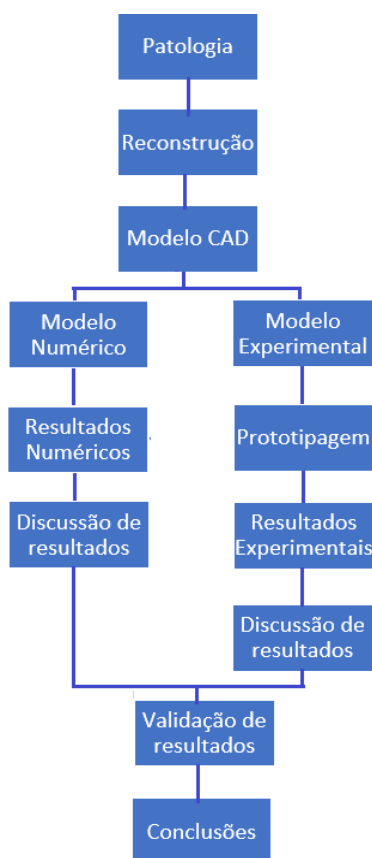 Patologia
Reconstrução
Modelo CAD
Modelo
Numérico
Resultados
Numéricos
Discussão de
resultados
Modelo
Experimental
Prototipagem
Resultados
Experimentais
Discussão de
resultados
Validação de
resultados
Conclusões